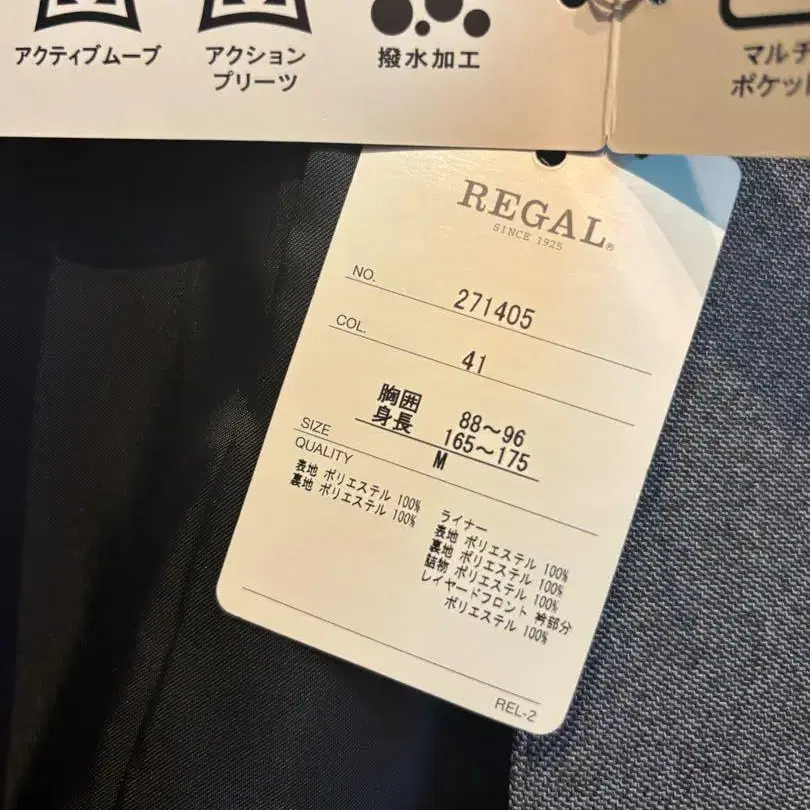 アクティブムーブ
アクション
プリーツ
撥水加工
マルチ
ポケット
REGAL®
SINCE 1925
NO.
271405
COL.
41
胸囲 88～96
身長 165～175
SIZE
M
QUALITY
表地 ポリエステル 100%
裏地 ポリエステル 100%
ライナー
表地 ポリエステル 100%
裏地 ポリエステル 100%
詰物 ポリエステル 100%
レイヤードフロント 衿部分
ポリエステル 100%
REL-2